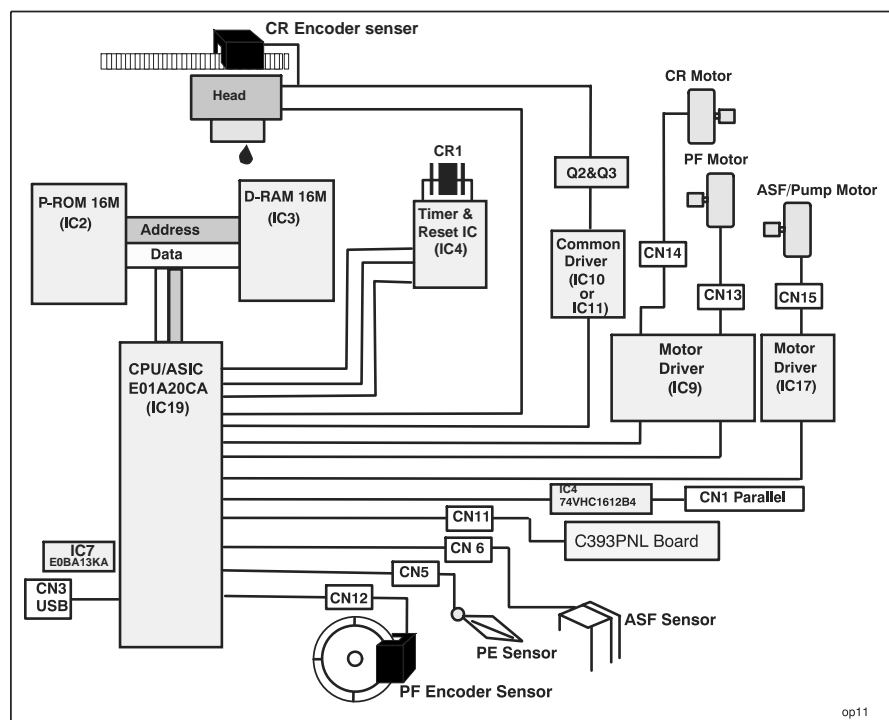 CR Encoder senser
Head
CR Motor
PF Motor
ASF/Pump Motor
CR1
Q2&Q3
P-ROM 16M
(IC2)
D-RAM 16M
(IC3)
Address
Data
Timer &
Reset IC
(IC4)
Common
Driver
(IC10
or
IC11)
CN14
CN13
CN15
CPU/ASIC
E01A20CA
(IC19)
Motor
Driver
(IC9)
Motor
Driver
(IC17)
IC4
74VHC1612B4
CN1 Parallel
CN11
C393PNL Board
CN 6
IC7
E0BA13KA
CN5
CN3
USB
CN12
ASF Sensor
PE Sensor
PF Encoder Sensor
op11